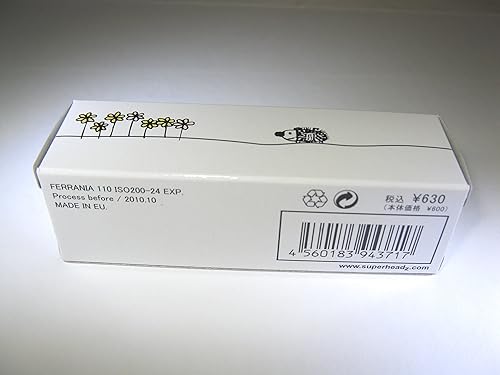 FERRANIA 110 ISO200-24 EXP.
Process before / 2010.10
MADE IN EU.
税込 ¥630
(本体価格 ¥600)
4 560183 943717
www.superheadz.com